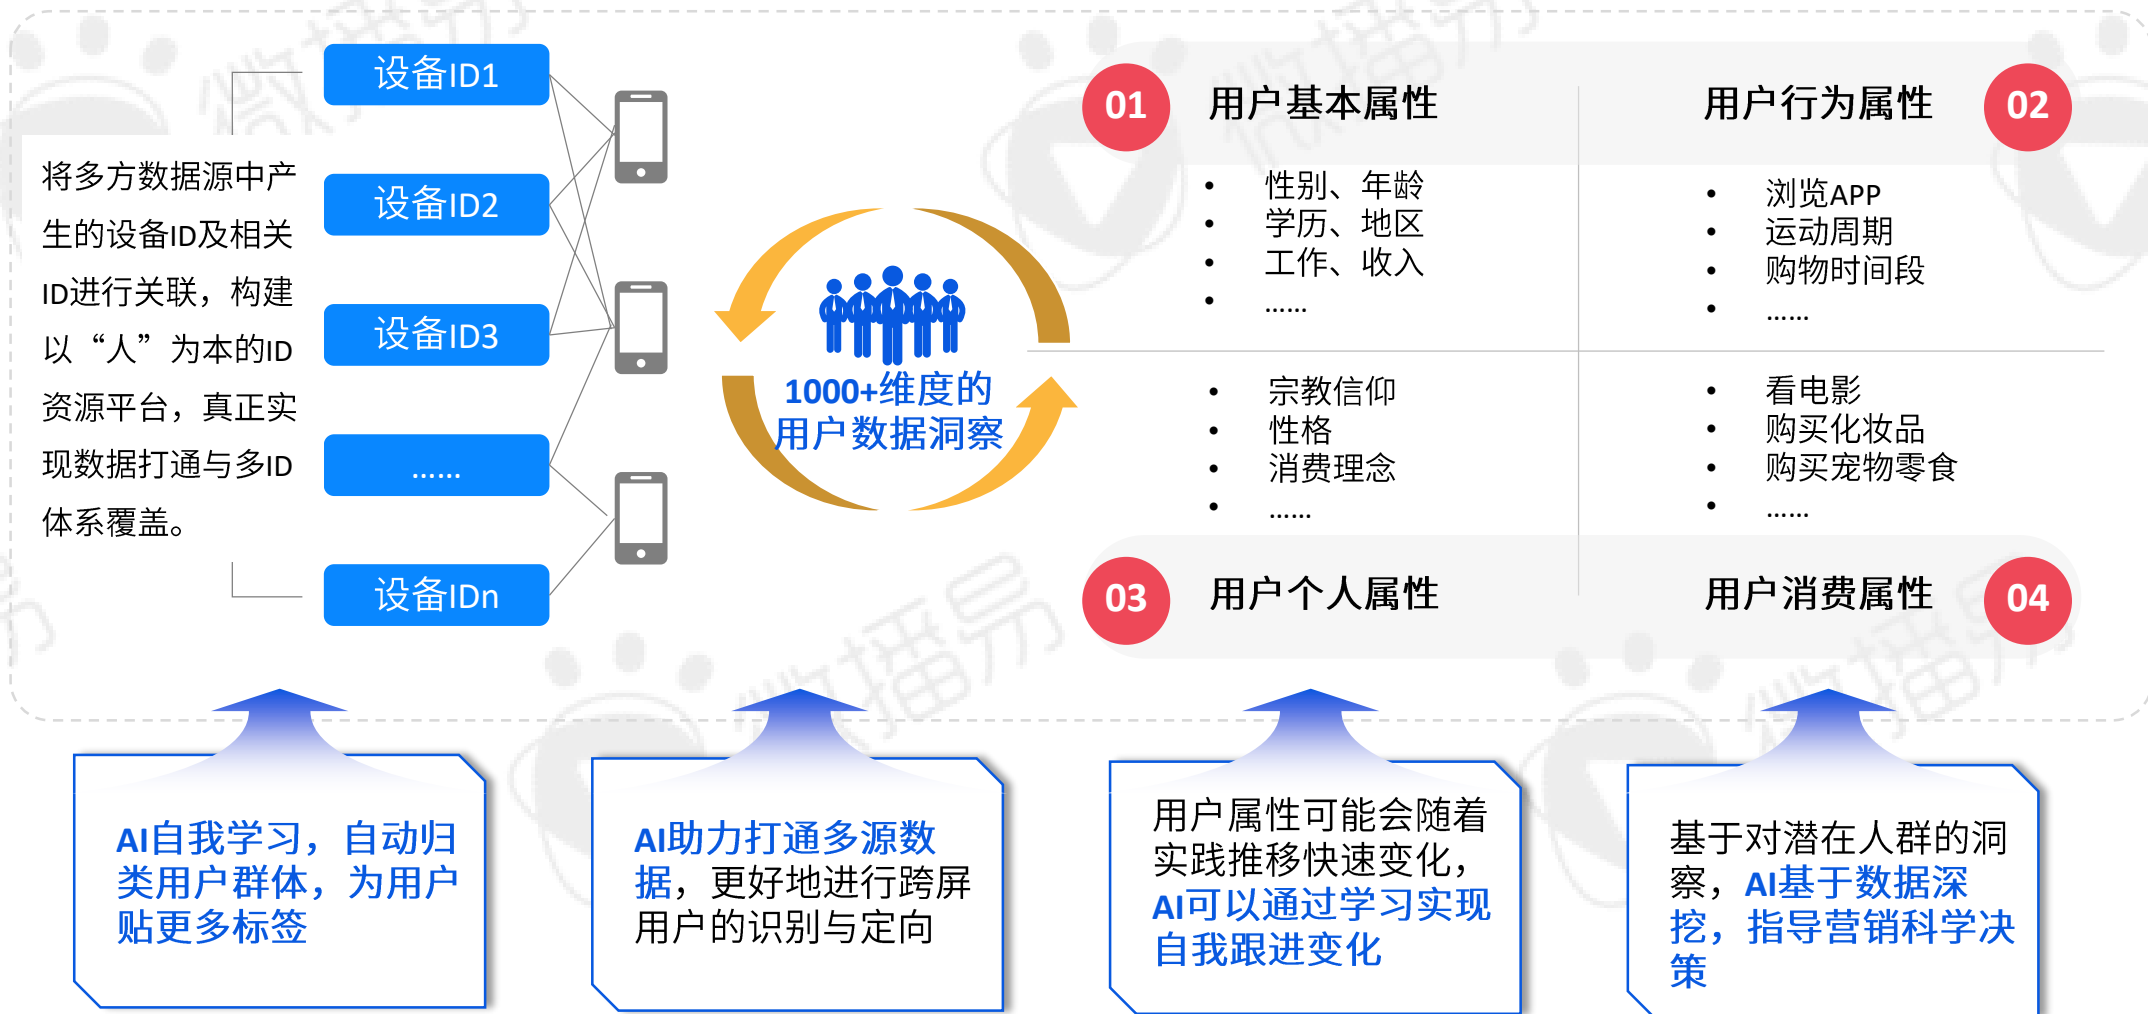 将多方数据源中产
生的设备ID及相关
ID进行关联，构建
以“人”为本的ID
资源平台，真正实
现数据打通与多ID
体系覆盖。
设备ID1
设备ID2
设备ID3
……
设备IDn
1000+维度的
用户数据洞察
01
用户基本属性
• 性别、年龄
• 学历、地区
• 工作、收入
• ……
用户行为属性
02
• 浏览APP
• 运动周期
• 购物时间段
• ……
• 宗教信仰
• 性格
• 消费理念
• ……
03
用户个人属性
• 看电影
• 购买化妆品
• 购买宠物零食
• ……
用户消费属性
04
AI自我学习，自动归
类用户群体，为用户
贴更多标签
AI助力打通多源数
据，更好地进行跨屏
用户的识别与定向
用户属性可能会随着
实践推移快速变化，
AI可以通过学习实现
自我跟进变化
基于对潜在人群的洞
察，AI基于数据深
挖，指导营销科学决
策
微播易
微播易
微播易
微播易